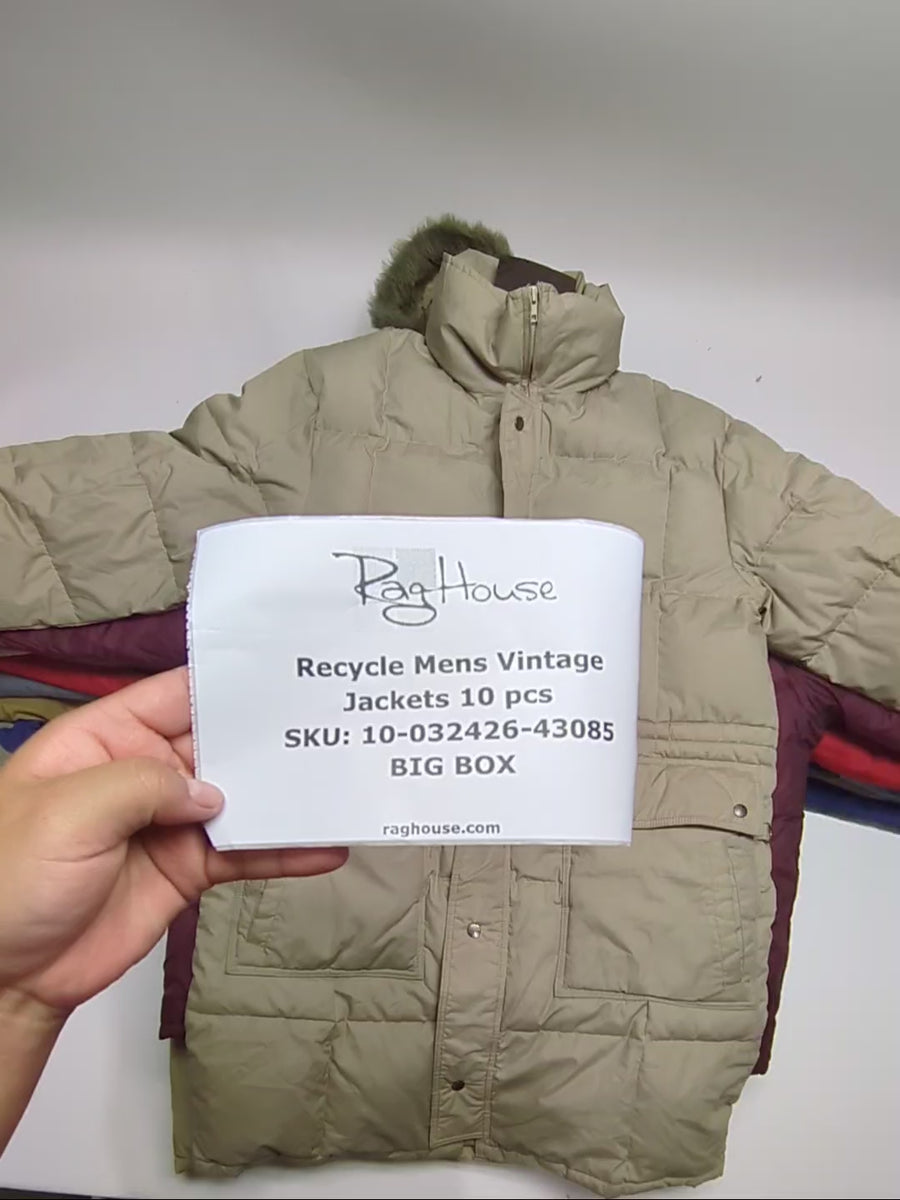 RagHouse
Recycle Mens Vintage
Jackets 10 pcs
SKU: 10-032426-43085
BIG BOX
raghouse.com